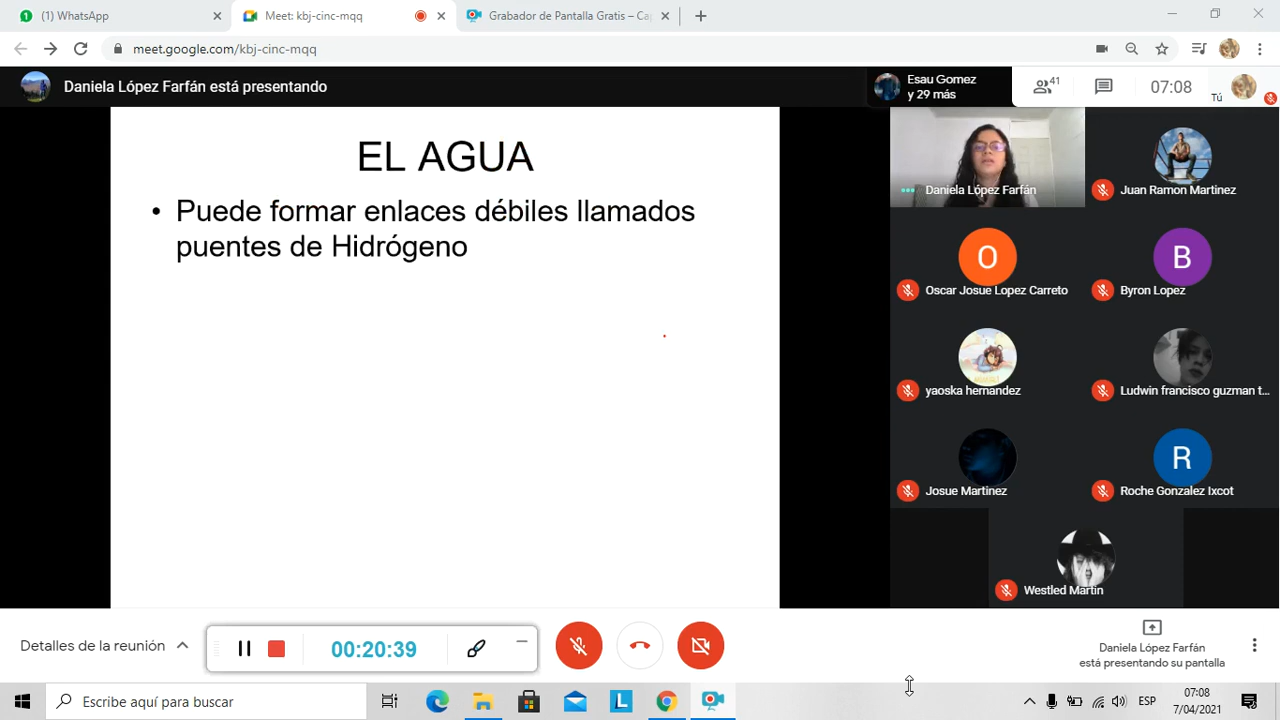 (1) WhatsApp
Meet: kbj-cinc-mqq
Grabador de Pantalla Gratis – Ca
meet.google.com/kbj-cinc-mqq
Daniela López Farfán está presentando
Esau Gomez
y 29 más
41
07:08
Tú
EL AGUA
• Puede formar enlaces débiles llamados
puentes de Hidrógeno
Daniela López Farfán
Juan Ramon Martinez
O
Oscar Josue Lopez Carreto
B
Byron Lopez
yaoska hernandez
Ludwin francisco guzman t...
Josue Martinez
R
Roche Gonzalez Ixcot
Westled Martin
Detalles de la reunión
00:20:39
Daniela López Farfán
está presentando su pantalla
Escribe aquí para buscar
L
ESP
07:08
7/04/2021